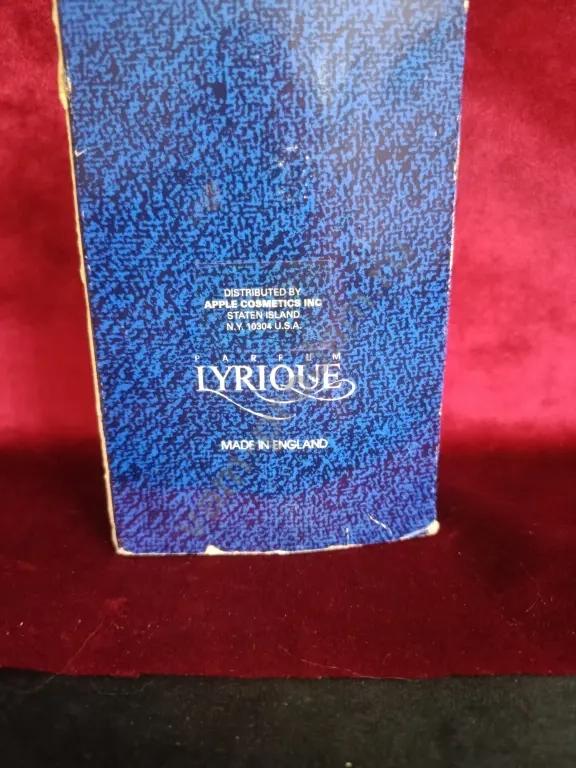 DISTRIBUTED BY
APPLE COSMETICS INC
STATEN ISLAND
N.Y. 10304 U.S.A.
PARFUM
LYRIQUE
MADE IN ENGLAND